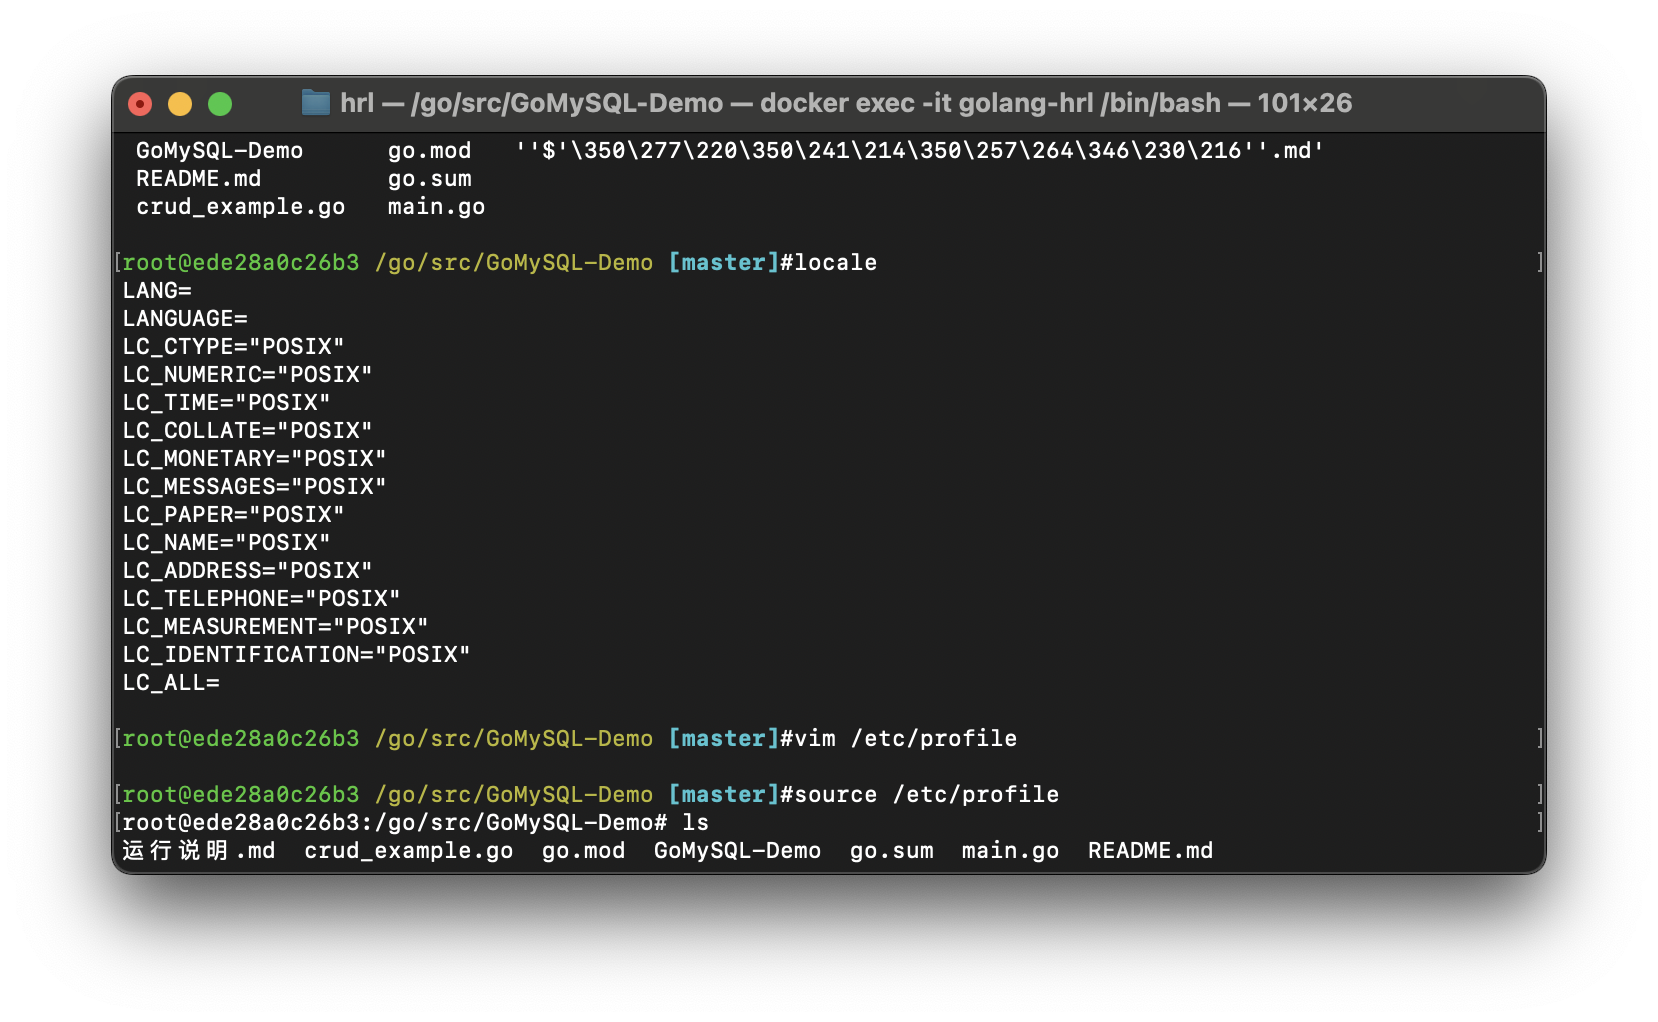 hrl — /go/src/GoMySQL-Demo — docker exec -it golang-hrl /bin/bash — 101×26
GoMySQL-Demo go.mod ''$'\350\277\220\350\241\214\350\257\264\346\230\216''.md'
README.md go.sum
crud_example.go main.go
[root@ede28a0c26b3 /go/src/GoMySQL-Demo [master]#locale ]
LANG=
LANGUAGE=
LC_CTYPE="POSIX"
LC_NUMERIC="POSIX"
LC_TIME="POSIX"
LC_COLLATE="POSIX"
LC_MONETARY="POSIX"
LC_MESSAGES="POSIX"
LC_PAPER="POSIX"
LC_NAME="POSIX"
LC_ADDRESS="POSIX"
LC_TELEPHONE="POSIX"
LC_MEASUREMENT="POSIX"
LC_IDENTIFICATION="POSIX"
LC_ALL=
[root@ede28a0c26b3 /go/src/GoMySQL-Demo [master]#vim /etc/profile ]
[root@ede28a0c26b3 /go/src/GoMySQL-Demo [master]#source /etc/profile ]
[root@ede28a0c26b3:/go/src/GoMySQL-Demo# ls ]
运行说明.md crud_example.go go.mod GoMySQL-Demo go.sum main.go README.md